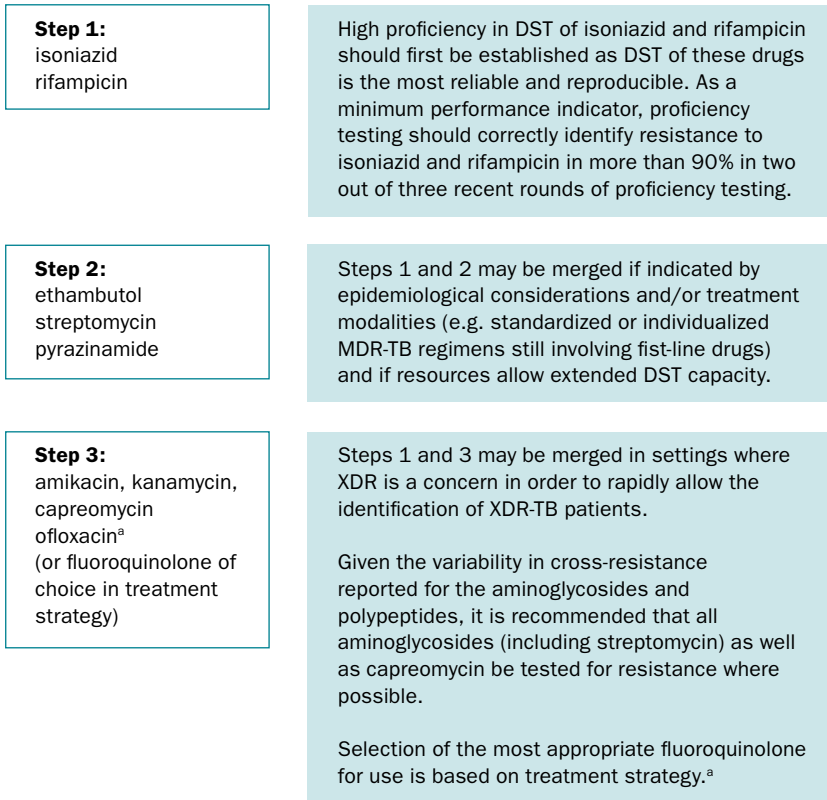 Step 1:
isoniazid
rifampicin
High proficiency in DST of isoniazid and rifampicin
should first be established as DST of these drugs
is the most reliable and reproducible. As a
minimum performance indicator, proficiency
testing should correctly identify resistance to
isoniazid and rifampicin in more than 90% in two
out of three recent rounds of proficiency testing.
Step 2:
ethambutol
streptomycin
pyrazinamide
Steps 1 and 2 may be merged if indicated by
epidemiological considerations and/or treatment
modalities (e.g. standardized or individualized
MDR-TB regimens still involving fist-line drugs)
and if resources allow extended DST capacity.
Step 3:
amikacin, kanamycin,
capreomycin
ofloxacinᵃ
(or fluoroquinolone of
choice in treatment
strategy)
Steps 1 and 3 may be merged in settings where
XDR is a concern in order to rapidly allow the
identification of XDR-TB patients.
Given the variability in cross-resistance
reported for the aminoglycosides and
polypeptides, it is recommended that all
aminoglycosides (including streptomycin) as well
as capreomycin be tested for resistance where
possible.
Selection of the most appropriate fluoroquinolone
for use is based on treatment strategy.ᵃ